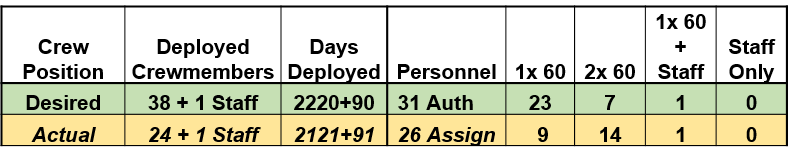 Crew Position Deployed Crewmembers Days Deployed Personnel 1x 60 2x 60 1x 60 + Staff Staff Only
Desired 38 + 1 Staff 2220+90 31 Auth 23 7 1 0
Actual 24 + 1 Staff 2121+91 26 Assign 9 14 1 0